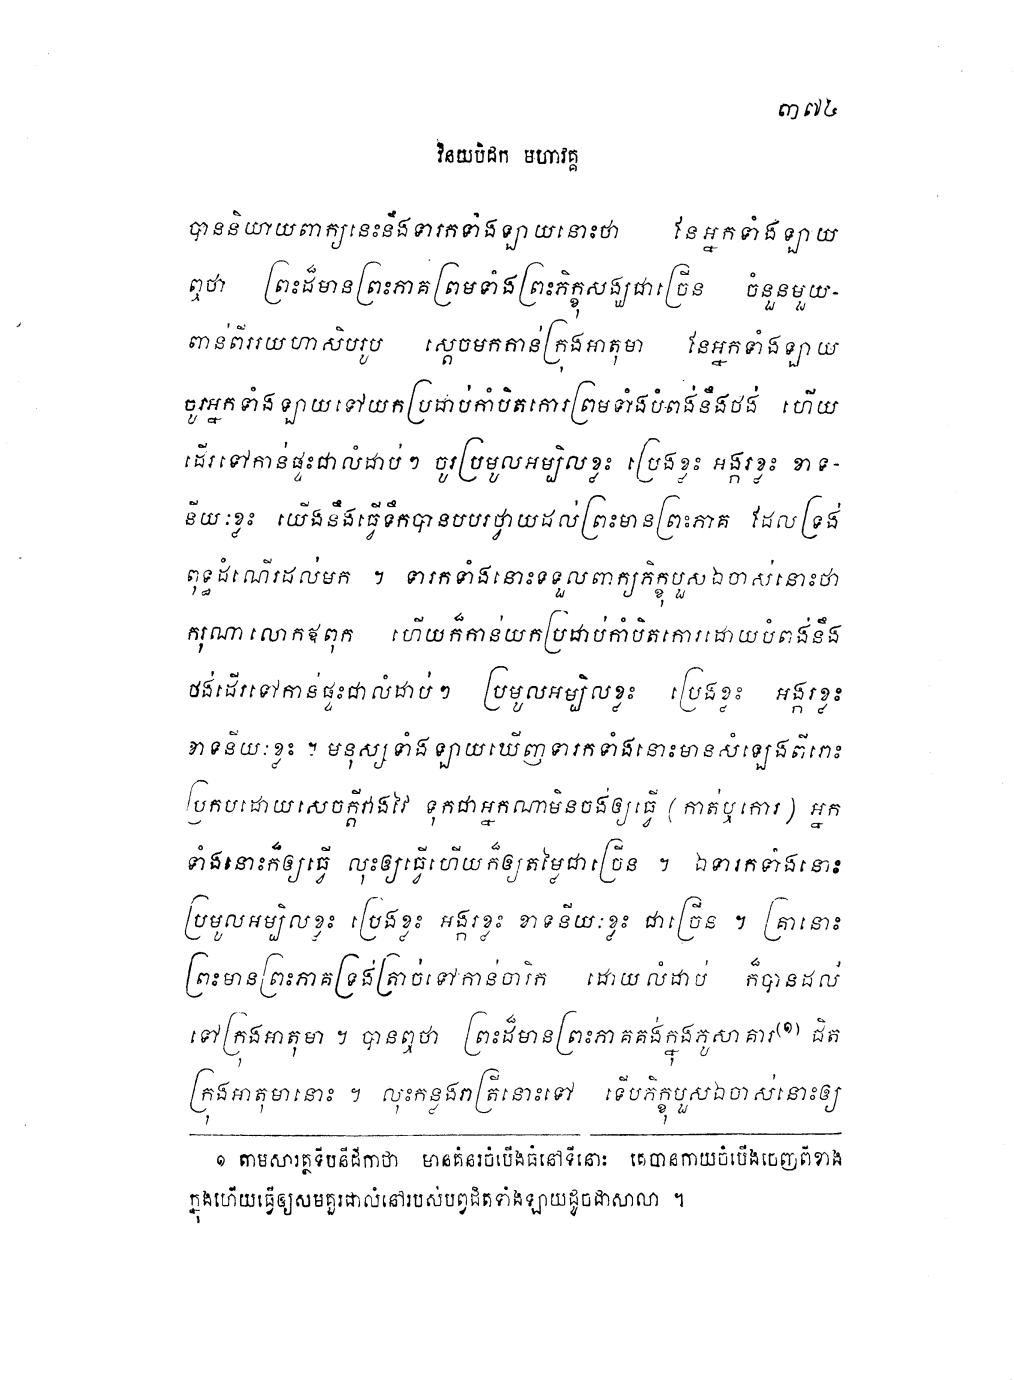 ៣៧៤
វិនយបិដក មហាវគ្គ
បាននិយាយពាក្យនេះនឹងទារកទាំងឡាយនោះថា នែអ្នកទាំងឡាយ
ឮថា ព្រះដ៏មានព្រះភាគព្រមទាំងព្រះភិក្ខុសង្ឃជាច្រើន ចំនួនមួយ-
ពាន់ពីររយហាសិបរូប ស្តេចមកកាន់ក្រុងអាតុមា នែអ្នកទាំងឡាយ
ចូរអ្នកទាំងឡាយទៅយកប្រដាប់កាំបិតកោរព្រមទាំងបំពង់នឹងថង់ ហើយ
ដើរទៅកាន់ផ្ទះជាលំដាប់ៗ ចូរប្រមូលអម្បិលខ្លះ ប្រេងខ្លះ អង្ករខ្លះ ខាទ-
នីយៈខ្លះ យើងនឹងធ្វើទឹកបានបបរថ្វាយដល់ព្រះមានព្រះភាគ ដែលទ្រង់
ពុទ្ធដំណើរដល់មក ។ ទារកទាំងនោះទទួលពាក្យភិក្ខុបួសឯចាស់នោះថា
ករុណាលោកឪពុក ហើយក៏កាន់យកប្រដាប់កាំបិតកោរដោយបំពង់នឹង
ថង់ដើរទៅកាន់ផ្ទះជាលំដាប់ៗ ប្រមូលអម្បិលខ្លះ ប្រេងខ្លះ អង្ករខ្លះ
ខាទនីយៈខ្លះ ។ មនុស្សទាំងឡាយឃើញទារកទាំងនោះមានសំឡេងពីរោះ
ប្រកបដោយសេចក្តីវាងវៃ ទុកជាអ្នកណាមិនចង់ឲ្យធ្វើ (កាត់ឬកោរ) អ្នក
ទាំងនោះក៏ឲ្យធ្វើ លុះឲ្យធ្វើហើយក៏ឲ្យតម្លៃជាច្រើន ។ ឯទារកទាំងនោះ
ប្រមូលអម្បិលខ្លះ ប្រេងខ្លះ អង្ករខ្លះ ខាទនីយៈខ្លះ ជាច្រើន ។ គ្រានោះ
ព្រះមានព្រះភាគទ្រង់ត្រាច់ទៅកាន់ចារិក ដោយលំដាប់ ក៏បានដល់
ទៅក្រុងអាតុមា ។ បានឮថា ព្រះដ៏មានព្រះភាគគង់ក្នុងភូសាគារ(១) ជិត
ក្រុងអាតុមានោះ ។ លុះកន្លងរាត្រីនោះទៅ ទើបភិក្ខុបួសឯចាស់នោះឲ្យ
១ តាមសារត្ថទីបនីដីកាថា មានគំនរចំបើងធំនៅទីនោះ គេបានកាយចំបើងចេញពីខាង
ក្នុងហើយធ្វើឲ្យសមគួរជាលំនៅរបស់បព្វជិតទាំងឡាយដូចជាសាលា ។